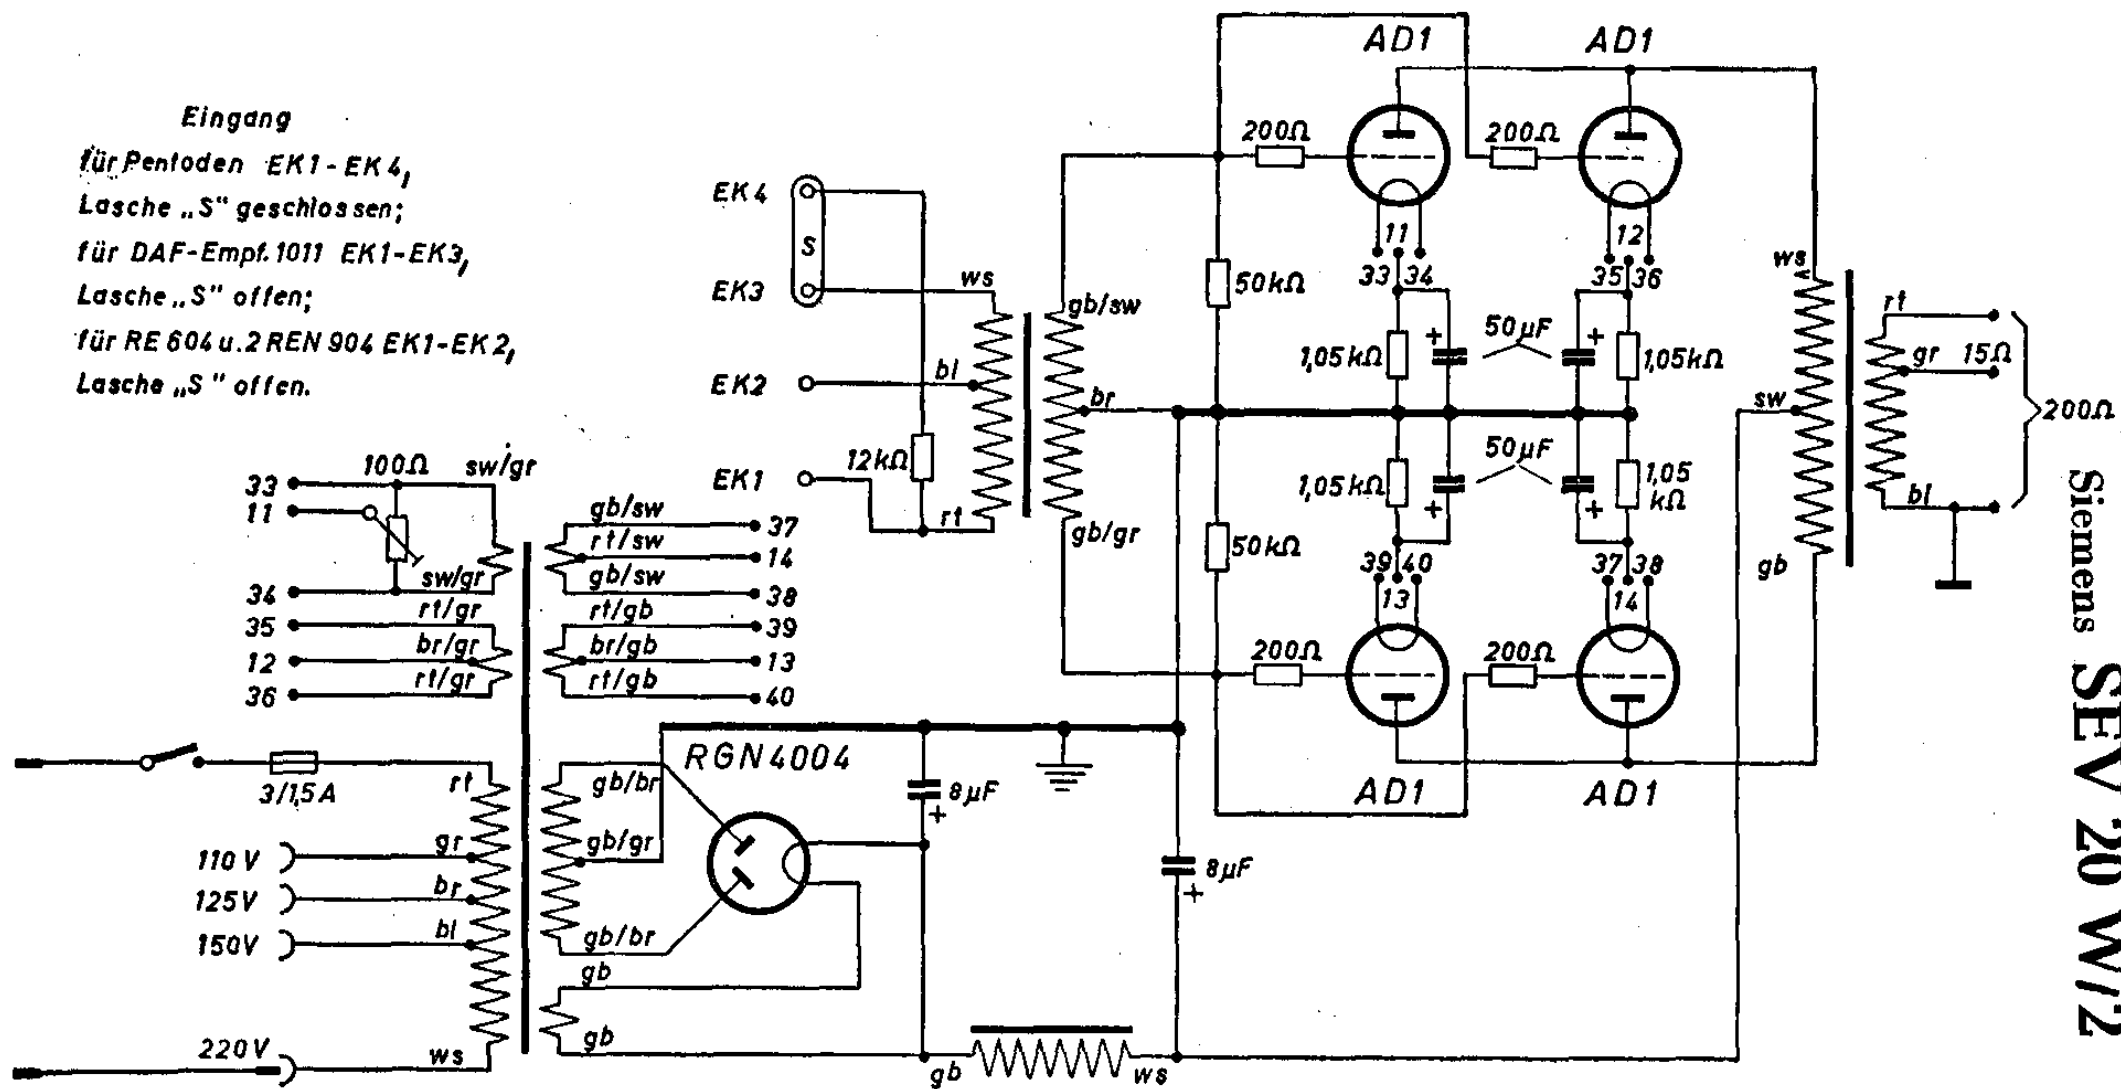 Eingang
für Pentoden EK1-EK4,
Lasche „S" geschlossen;
für DAF-Empf. 1011 EK1-EK3,
Lasche „S" offen;
für RE 604 u. 2 REN 904 EK1-EK2,
Lasche „S" offen.
AD1
AD1
200Ω
200Ω
EK4
S
EK3
EK2
EK1
12kΩ
ws
bl
rt
gb/sw
br
gb/gr
50kΩ
50kΩ
11
33
34
12
35
36
1,05kΩ
50µF
1,05kΩ
1,05kΩ
50µF
1,05
kΩ
39
40
13
37
38
14
200Ω
200Ω
AD1
AD1
ws
sw
gb
rt
gr
15Ω
bl
200Ω
33
11
34
35
12
36
100Ω
sw/gr
sw/gr
rt/gr
br/gr
rt/gr
gb/sw
37
rt/sw
14
gb/sw
38
rt/gb
39
br/gb
13
rt/gb
40
3/1,5A
rt
110V
gr
125V
br
150V
bl
220V
ws
gb/br
gb/gr
gb/br
gb
gb
RGN4004
8µF
+
8µF
+
gb
ws
Siemens SEV 20 W/2